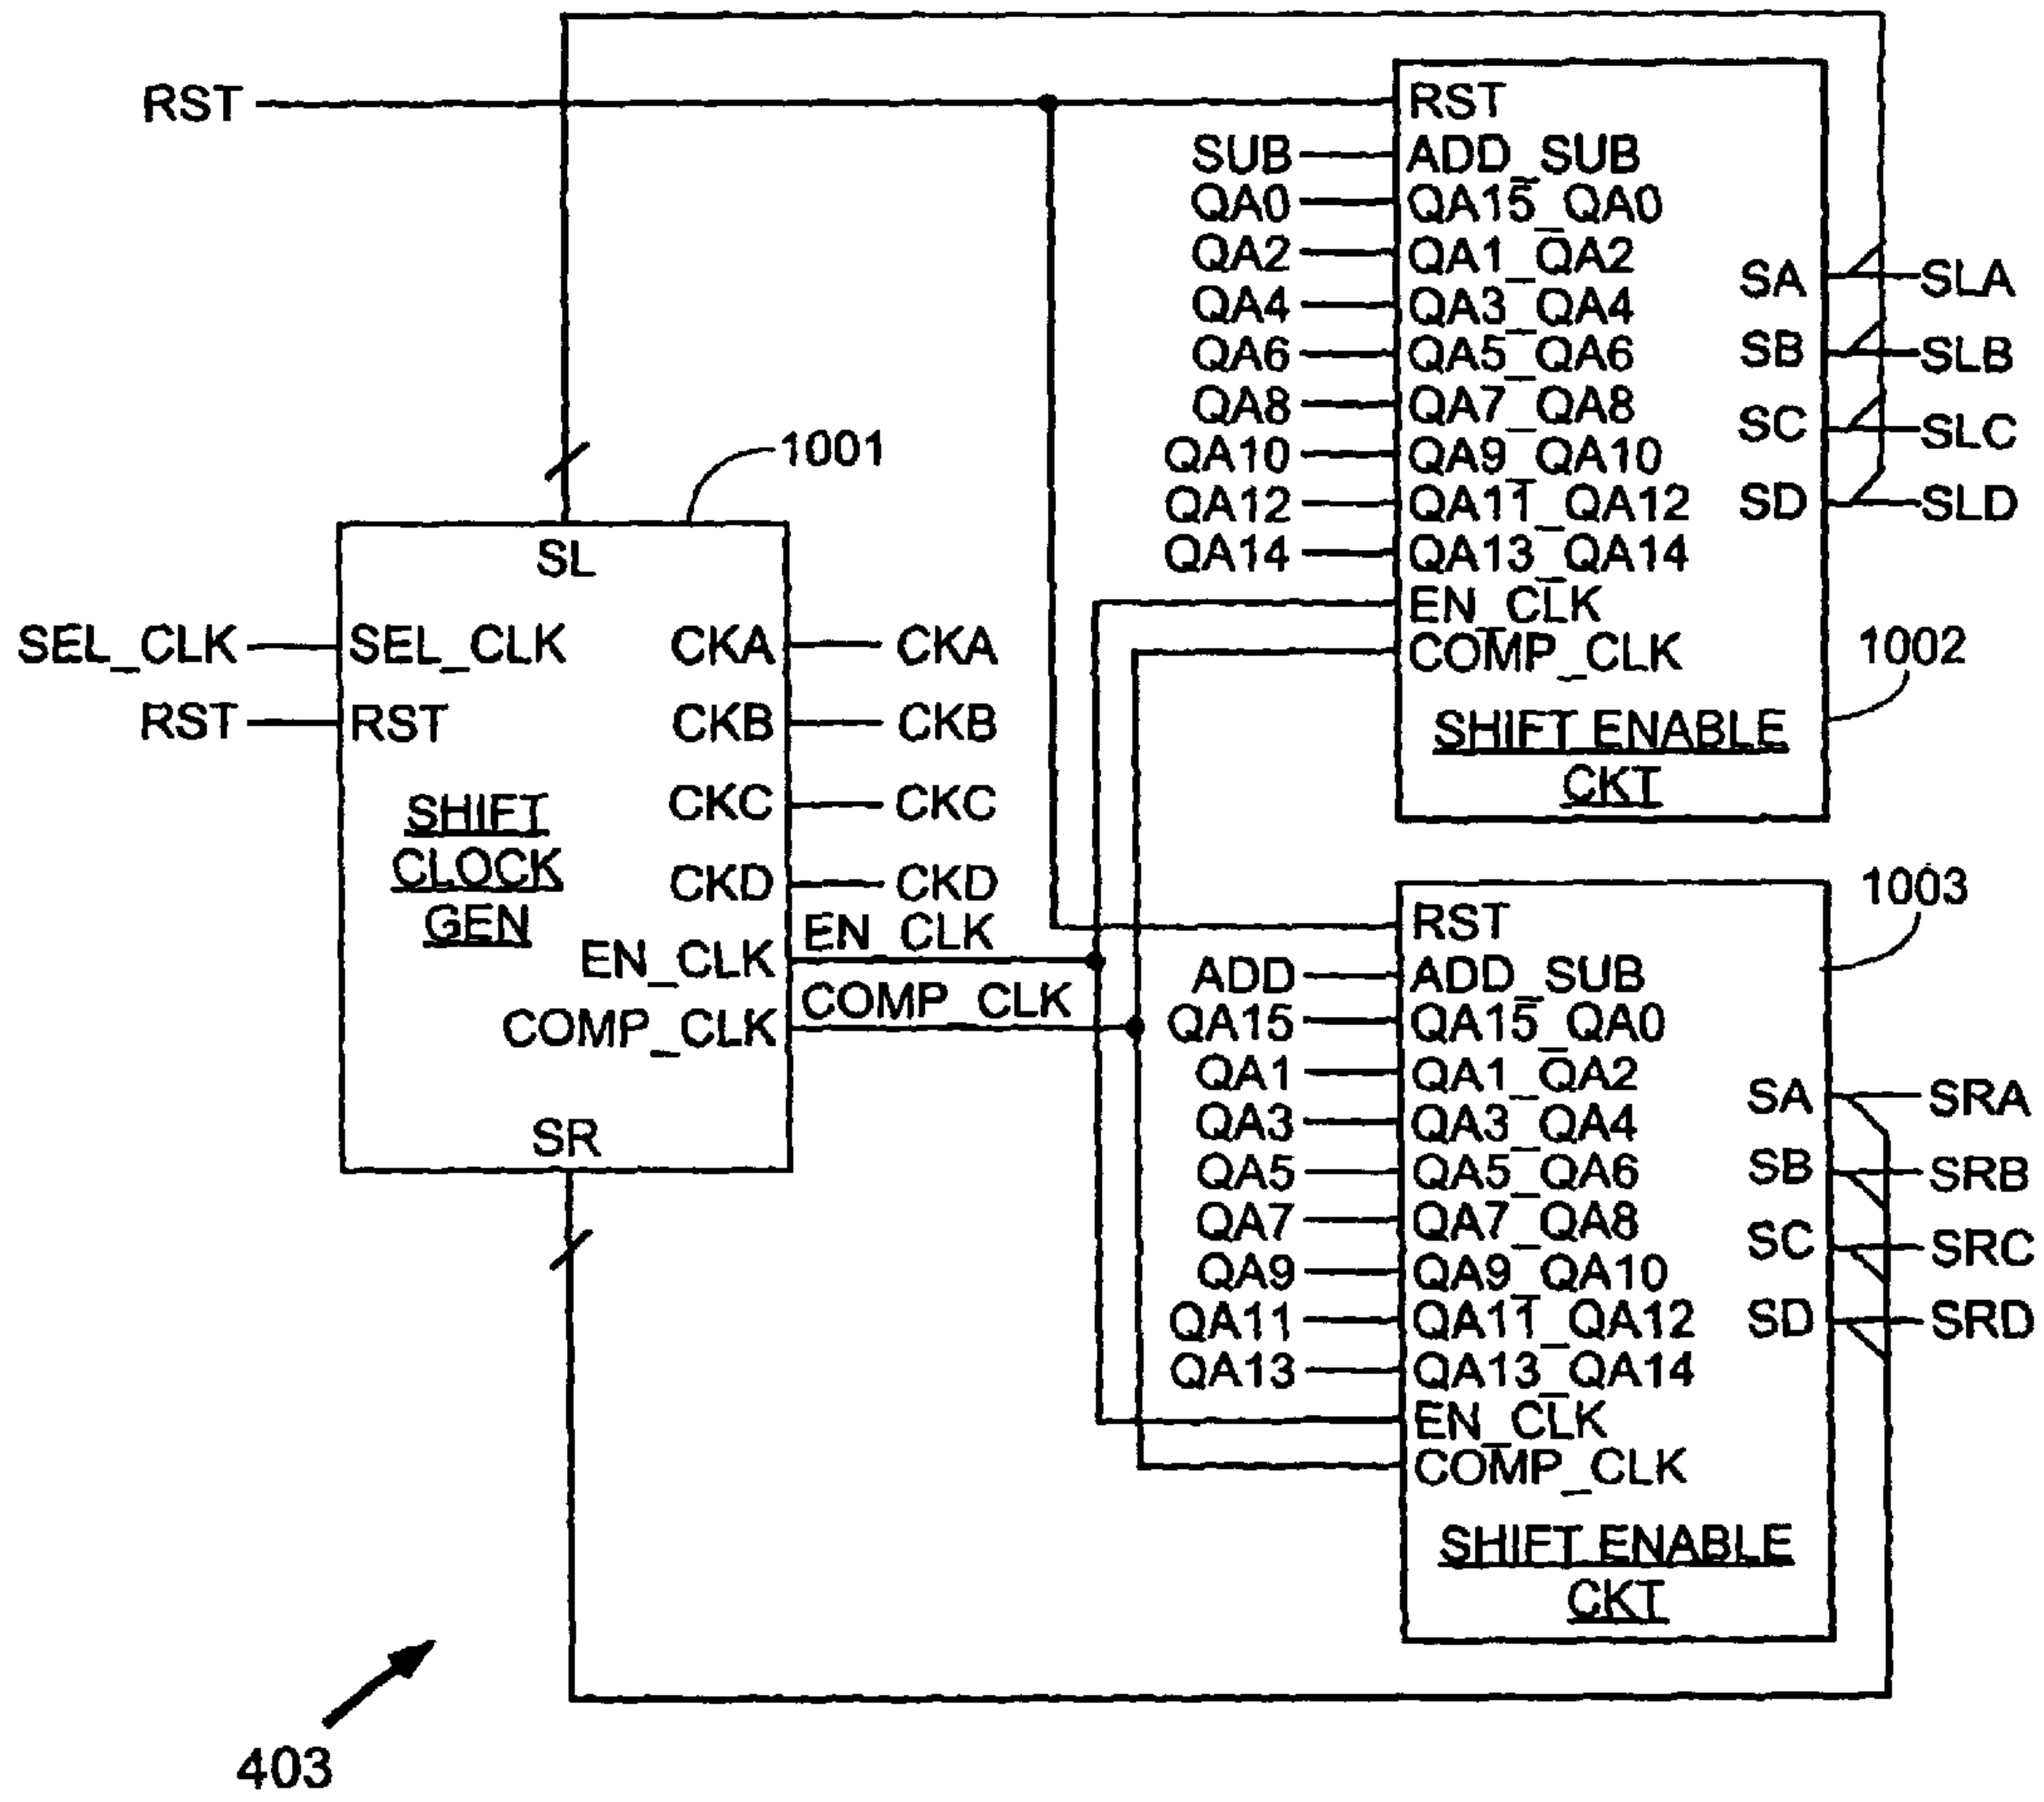 RST
RST
SUB
ADD_SUB
QA0
QA15_QA0
QA2
QA1_QA2
QA4
QA3_QA4
QA6
QA5_QA6
QA8
QA7_QA8
QA10
QA9_QA10
QA12
QA11_QA12
QA14
QA13_QA14
EN_CLK
COMP_CLK
SHIFT ENABLE
CKT
SA
SLA
SB
SLB
SC
SLC
SD
SLD
1002
1001
SL
SEL_CLK
SEL_CLK
RST
RST
SHIFT
CLOCK
GEN
CKA
CKA
CKB
CKB
CKC
CKC
CKD
CKD
EN_CLK
EN_CLK
COMP_CLK
COMP_CLK
SR
1003
RST
ADD
ADD_SUB
QA15
QA15_QA0
QA1
QA1_QA2
QA3
QA3_QA4
QA5
QA5_QA6
QA7
QA7_QA8
QA9
QA9_QA10
QA11
QA11_QA12
QA13
QA13_QA14
EN_CLK
COMP_CLK
SHIFT ENABLE
CKT
SA
SRA
SB
SRB
SC
SRC
SD
SRD
403